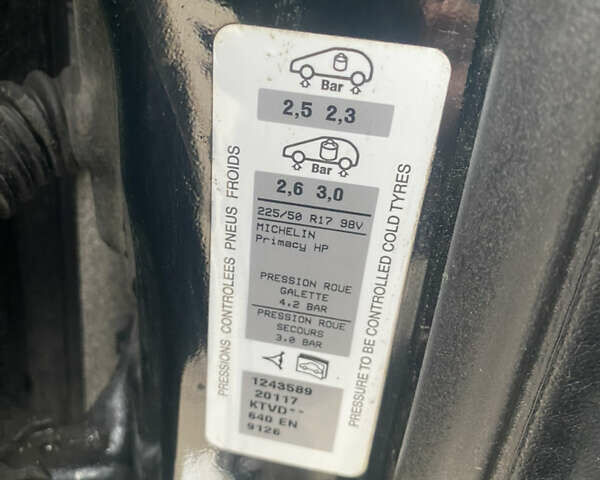 Bar
2,5 2,3
Bar
2,6 3,0
225/50 R17 98V
MICHELIN
Primacy HP
PRESSION ROUE
GALETTE
4.2 BAR
PRESSION ROUE
SECOURS
3.0 BAR
1243589
20117
KTVD--
640 EN
9126
PRESSIONS CONTROLEES PNEUS FROIDS
PRESSURE TO BE CONTROLLED COLD TYRES